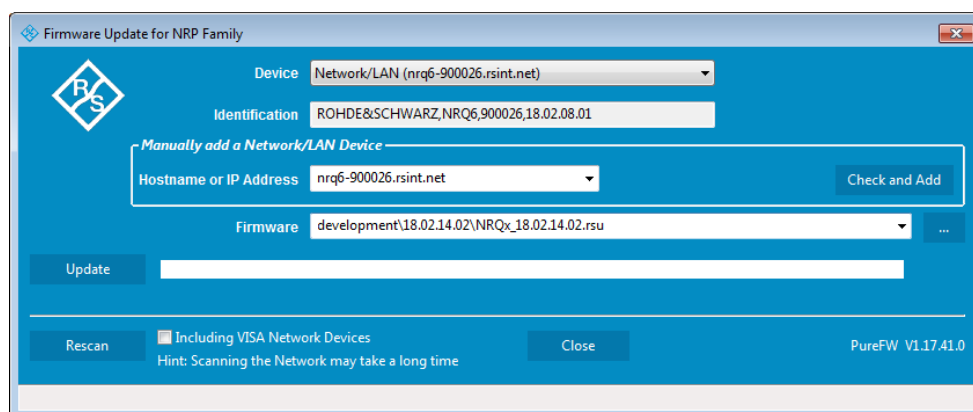 Firmware Update for NRP Family
R
S
Device Network/LAN (nrq6-900026.rsint.net)
Identification ROHDE&SCHWARZ,NRQ6,900026,18.02.08.01
Manually add a Network/LAN Device
Hostname or IP Address nrq6-900026.rsint.net Check and Add
Firmware development\18.02.14.02\NRQx_18.02.14.02.rsu ...
Update
Rescan Including VISA Network Devices Close PureFW V1.17.41.0
Hint: Scanning the Network may take a long time